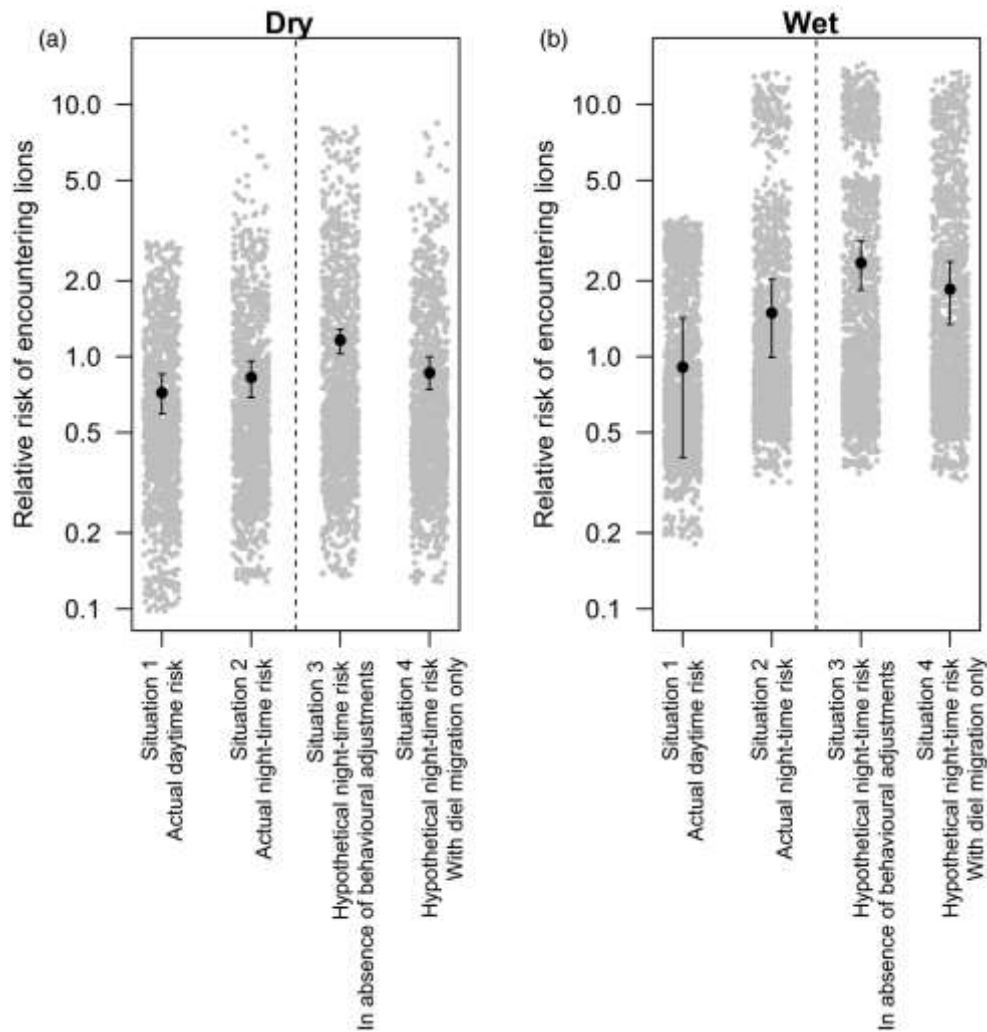 (a)
Dry
Relative risk of encountering lions
10.0
5.0
2.0
1.0
0.5
0.2
0.1
Situation 1
Actual daytime risk
Situation 2
Actual night-time risk
Situation 3
Hypothetical night-time risk
In absence of behavioural adjustments
Situation 4
Hypothetical night-time risk
With diel migration only
(b)
Wet
Relative risk of encountering lions
10.0
5.0
2.0
1.0
0.5
0.2
0.1
Situation 1
Actual daytime risk
Situation 2
Actual night-time risk
Situation 3
Hypothetical night-time risk
In absence of behavioural adjustments
Situation 4
Hypothetical night-time risk
With diel migration only